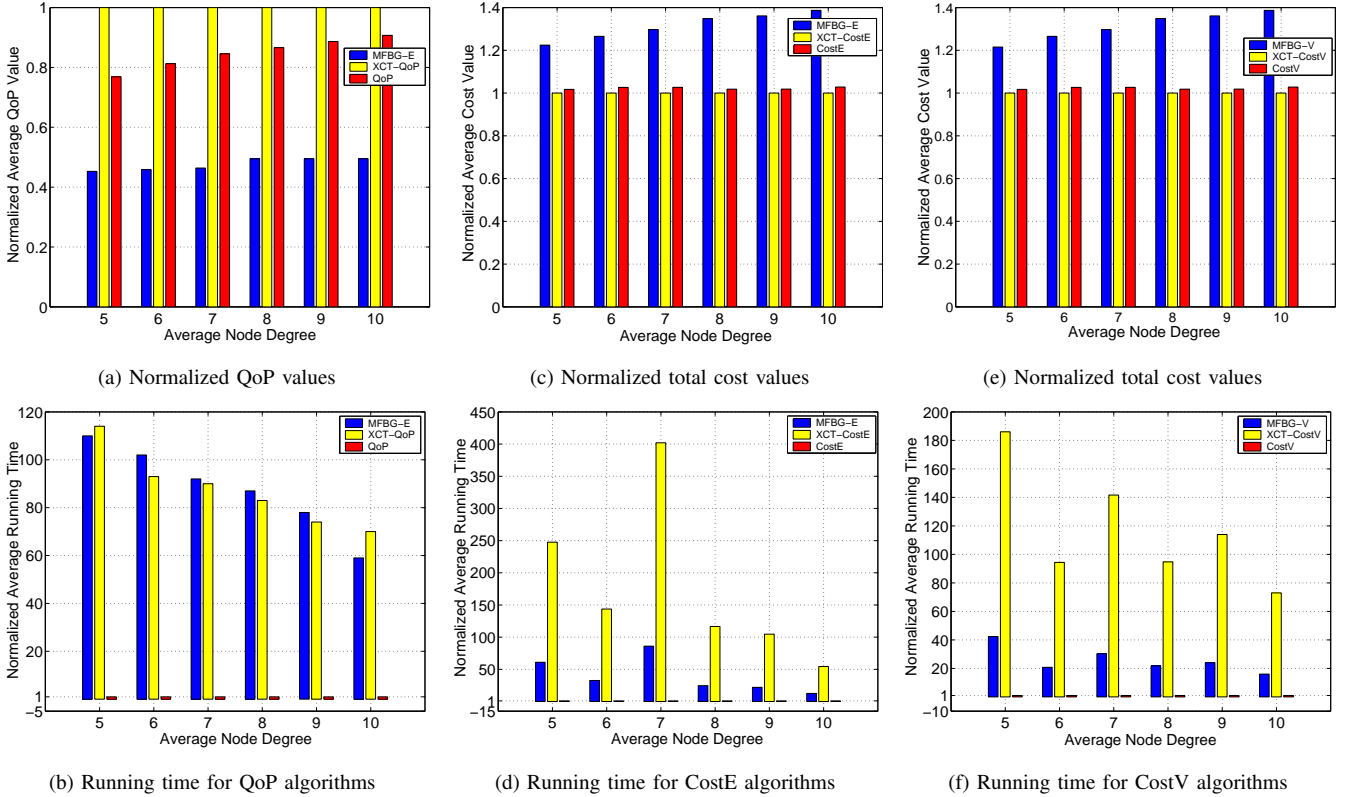 1
0.8
0.6
0.4
0.2
0
Normalized Average QoP Value
MFBG−E
XCT−QoP
QoP
5 6 7 8 9 10
Average Node Degree
(a) Normalized QoP values
1.4
1.2
1
0.8
0.6
0.4
0.2
0
Normalized Average Cost Value
MFBG−E
XCT−CostE
CostE
5 6 7 8 9 10
Average Node Degree
(c) Normalized total cost values
1.4
1.2
1
0.8
0.6
0.4
0.2
0
Normalized Average Cost Value
MFBG−V
XCT−CostV
CostV
5 6 7 8 9 10
Average Node Degree
(e) Normalized total cost values
120
100
80
60
40
20
1
−5
Normalized Average Running Time
MFBG−E
XCT−QoP
QoP
5 6 7 8 9 10
Average Node Degree
(b) Running time for QoP algorithms
450
400
350
300
250
200
150
100
50
1
−15
Normalized Average Running Time
MFBG−E
XCT−CostE
CostE
5 6 7 8 9 10
Average Node Degree
(d) Running time for CostE algorithms
200
180
160
140
120
100
80
60
40
20
1
−10
Normalized Average Running Time
MFBG−V
XCT−CostV
CostV
5 6 7 8 9 10
Average Node Degree
(f) Running time for CostV algorithms